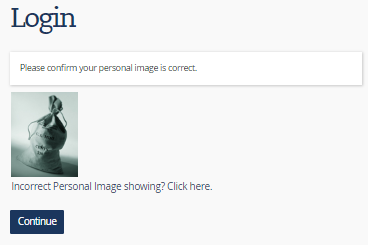 Login
Please confirm your personal image is correct.
Incorrect Personal Image showing? Click here.
Continue